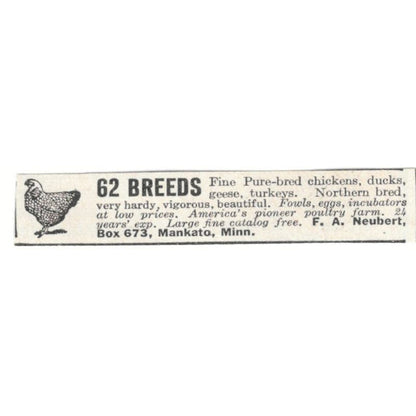 62 BREEDS Fine Pure-bred chickens, ducks,
geese, turkeys. Northern bred,
very hardy, vigorous, beautiful. Fowls, eggs, incubators
at low prices. America's pioneer poultry farm. 24
years' exp. Large fine catalog free. F. A. Neubert,
Box 673, Mankato, Minn.